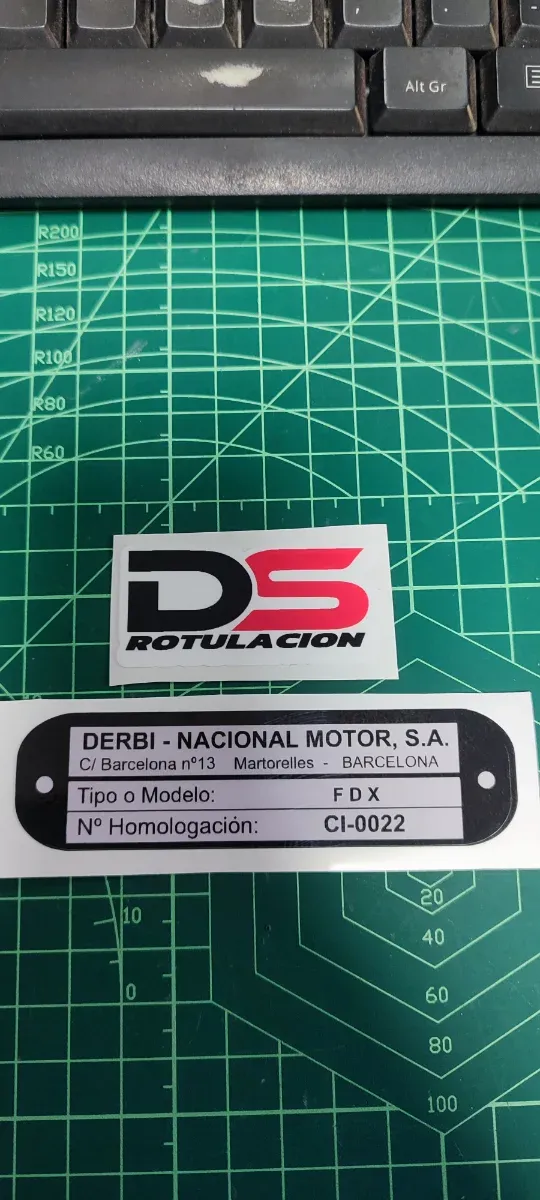 Alt Gr
R200
R150
R120
R100
R80
R60
DS
ROTULACION
DERBI - NACIONAL MOTOR, S.A.
C/ Barcelona nº13 Martorelles - BARCELONA
Tipo o Modelo: F D X
Nº Homologación: CI-0022
10
0
20
40
60
80
100